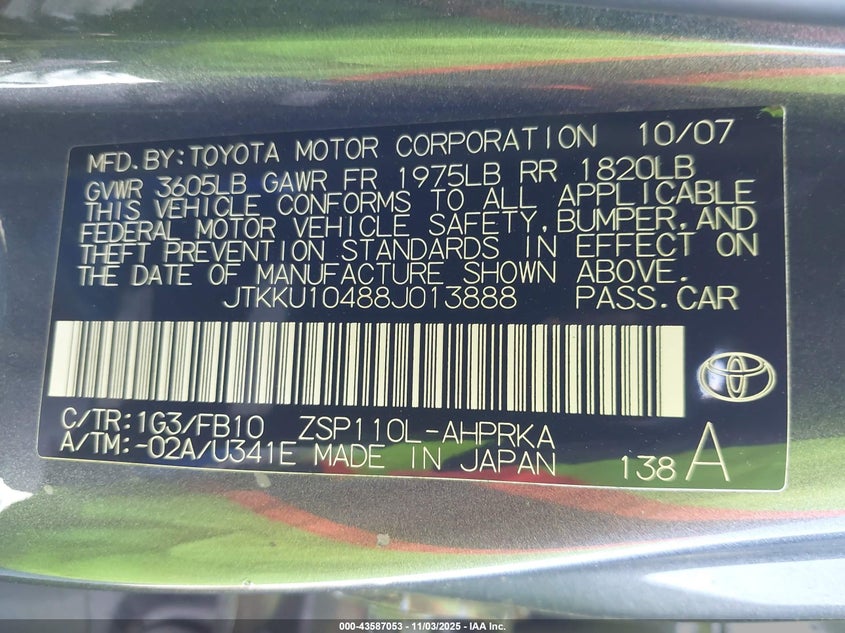 MFD.BY:TOYOTA MOTOR CORPORATION 10/07
GVWR 3605LB GAWR FR 1975LB RR 1820LB
THIS VEHICLE CONFORMS TO ALL APPLICABLE
FEDERAL MOTOR VEHICLE SAFETY,BUMPER,AND
THEFT PREVENTION STANDARDS IN EFFECT ON
THE DATE OF MANUFACTURE SHOWN ABOVE.
JTKKU10488J013888 PASS.CAR
C/TR:1G3/FB10 ZSP110L-AHPRKA
A/TM:-02A/U341E MADE IN JAPAN 138 A
000-43587053 - 11/03/2025 - IAA Inc.